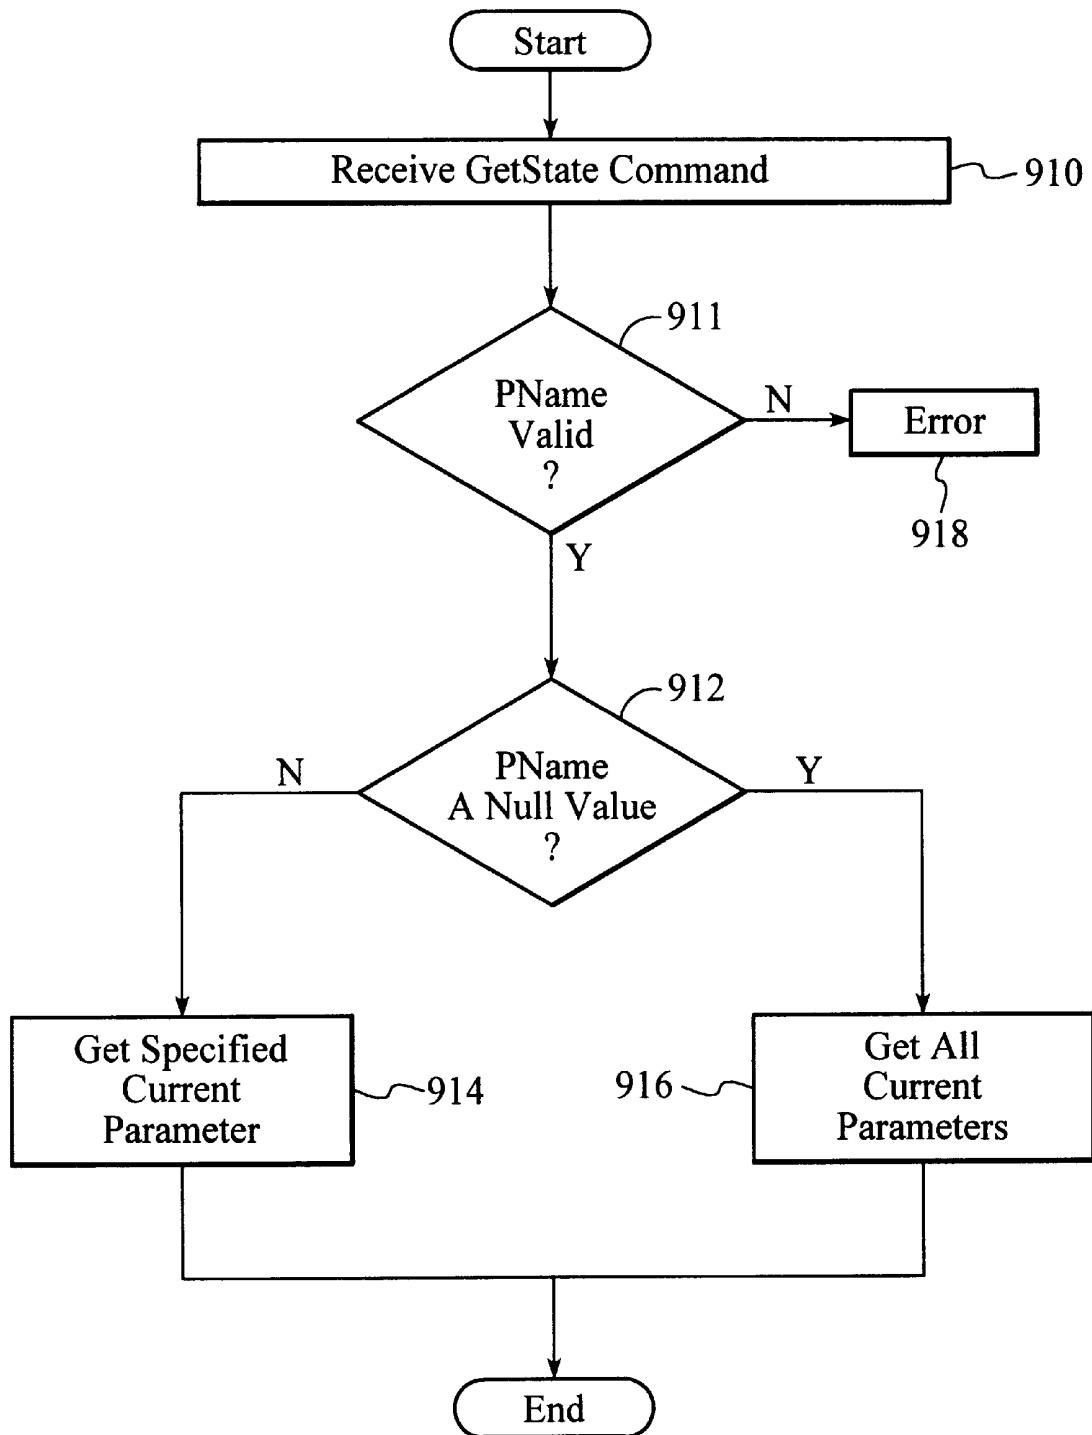 Start
Receive GetState Command
910
911
PName
Valid
?
N
Error
918
Y
912
PName
A Null Value
?
N
Y
Get Specified
Current
Parameter
914
916
Get All
Current
Parameters
End